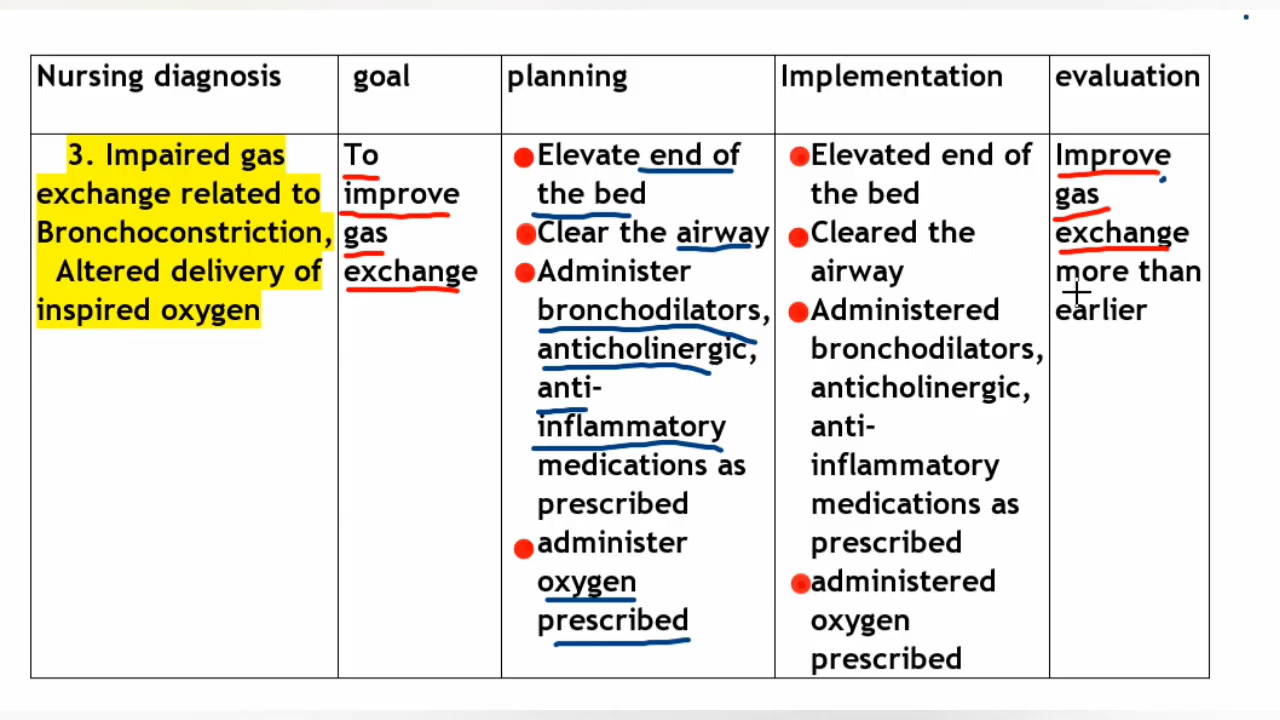 Nursing diagnosis
goal
planning
Implementation
evaluation
3. Impaired gas
exchange related to
Bronchoconstriction,
Altered delivery of
inspired oxygen
To
improve
gas
exchange
Elevate end of
the bed
Clear the airway
Administer
bronchodilators,
anticholinergic,
anti-
inflammatory
medications as
prescribed
administer
oxygen
prescribed
Elevated end of
the bed
Cleared the
airway
Administered
bronchodilators,
anticholinergic,
anti-
inflammatory
medications as
prescribed
administered
oxygen
prescribed
Improve
gas
exchange
more than
earlier